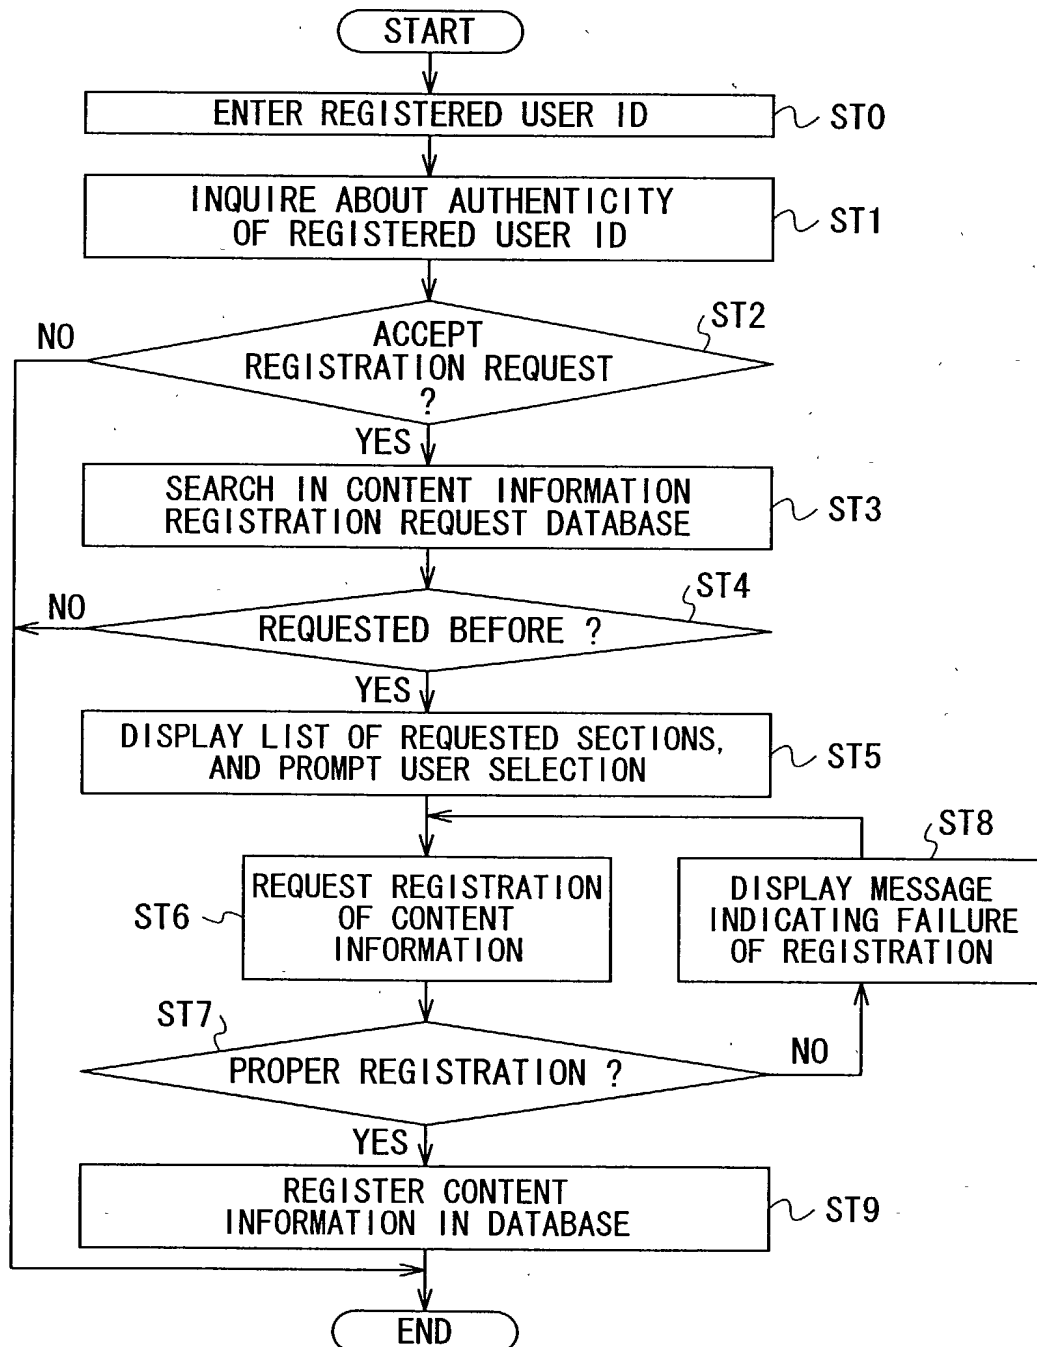 START
ENTER REGISTERED USER ID
ST0
INQUIRE ABOUT AUTHENTICITY
OF REGISTERED USER ID
ST1
ST2
NO
ACCEPT
REGISTRATION REQUEST
?
YES
SEARCH IN CONTENT INFORMATION
REGISTRATION REQUEST DATABASE
ST3
ST4
NO
REQUESTED BEFORE ?
YES
DISPLAY LIST OF REQUESTED SECTIONS,
AND PROMPT USER SELECTION
ST5
ST8
REQUEST REGISTRATION
OF CONTENT
INFORMATION
ST6
DISPLAY MESSAGE
INDICATING FAILURE
OF REGISTRATION
ST7
NO
PROPER REGISTRATION ?
YES
REGISTER CONTENT
INFORMATION IN DATABASE
ST9
END